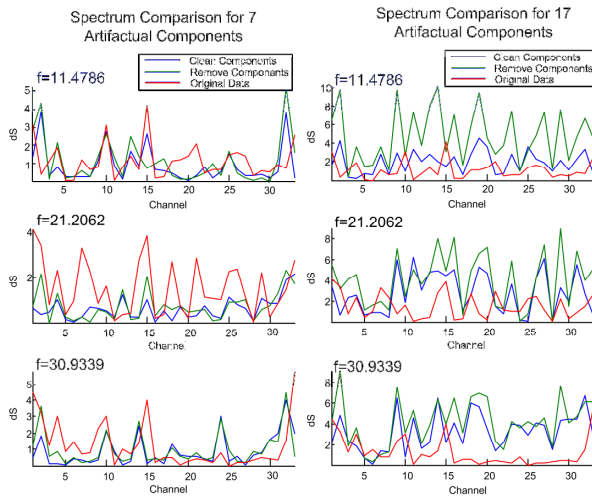 Spectrum Comparison for 7
Artifactual Components
Spectrum Comparison for 17
Artifactual Components
Clean Components
Remove Components
Original Data
Clean Components
Remove Components
Original Data
f=11.4786
5
4
3
2
1
dS
5 10 15 20 25 30
Channel
f=11.4786
10
8
6
4
2
dS
5 10 15 20 25 30
Channel
f=21.2062
4
2
dS
5 10 15 20 25 30
Channel
f=21.2062
8
6
4
2
dS
5 10 15 20 25 30
Channel
f=30.9339
5
4
3
2
1
dS
5 10 15 20 25 30
Channel
f=30.9339
8
6
4
2
dS
5 10 15 20 25 30
Channel